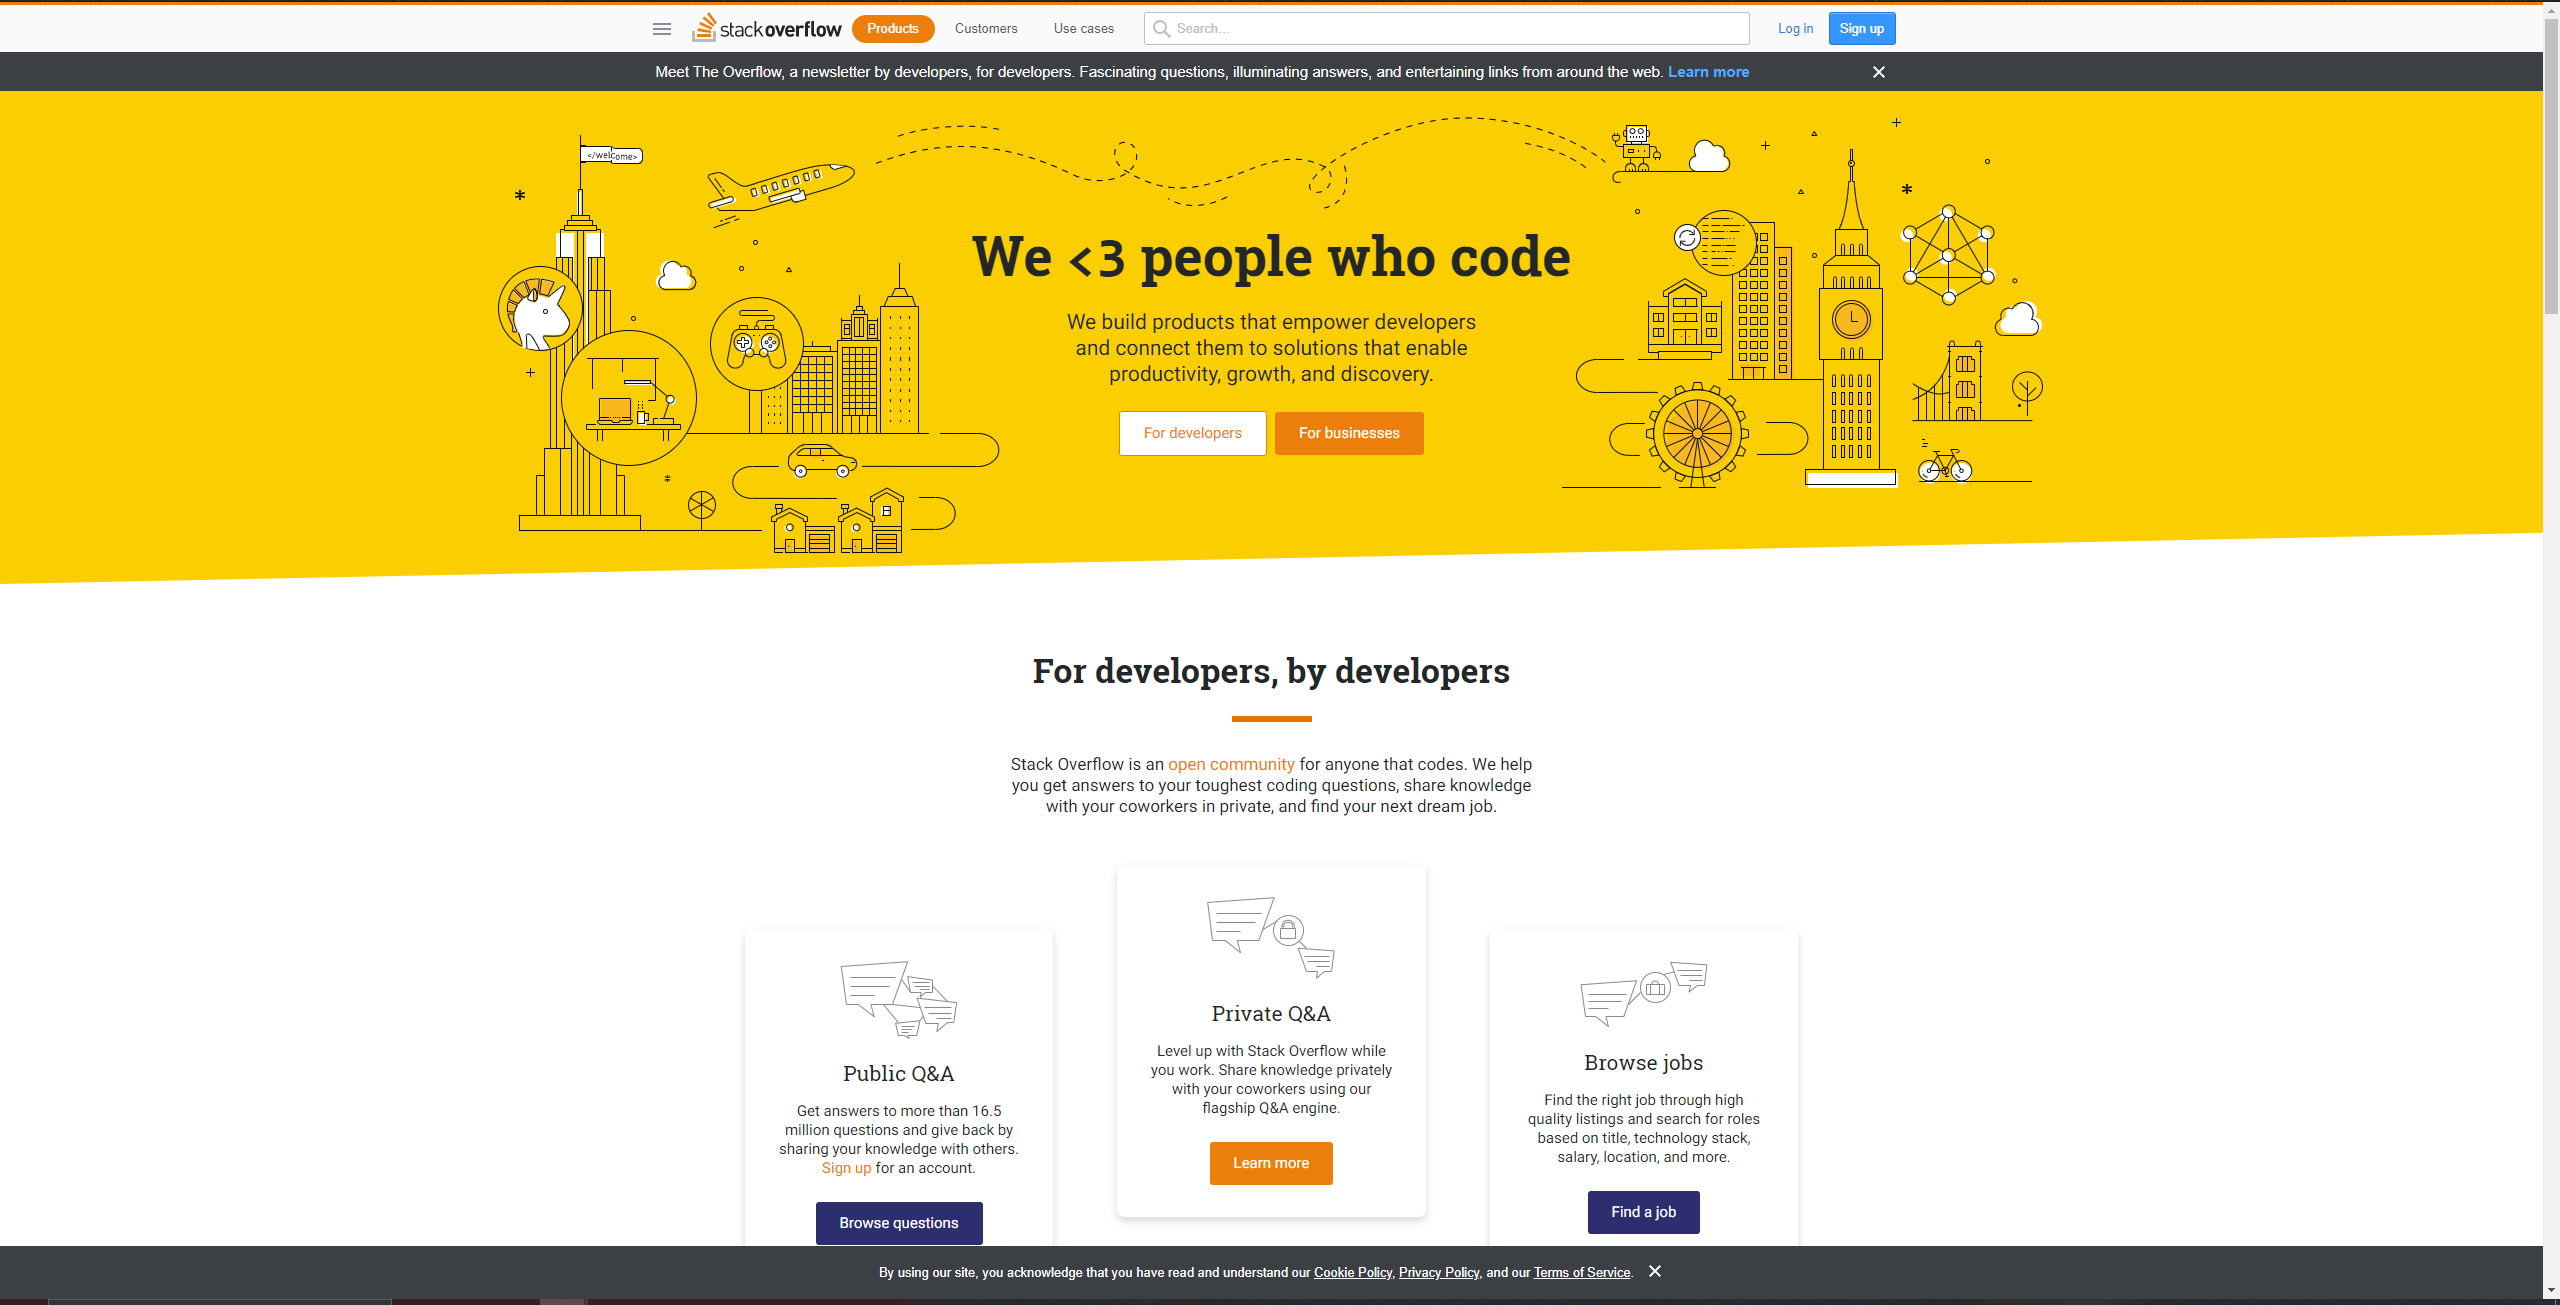 stackoverflow Products Customers Use cases Search... Log in Sign up
Meet The Overflow, a newsletter by developers, for developers. Fascinating questions, illuminating answers, and entertaining links from around the web. Learn more
</welcome>
We <3 people who code
We build products that empower developers
and connect them to solutions that enable
productivity, growth, and discovery.
For developers For businesses
For developers, by developers
Stack Overflow is an open community for anyone that codes. We help
you get answers to your toughest coding questions, share knowledge
with your coworkers in private, and find your next dream job.
Public Q&A
Get answers to more than 16.5
million questions and give back by
sharing your knowledge with others.
Sign up for an account.
Browse questions
Private Q&A
Level up with Stack Overflow while
you work. Share knowledge privately
with your coworkers using our
flagship Q&A engine.
Learn more
Browse jobs
Find the right job through high
quality listings and search for roles
based on title, technology stack,
salary, location, and more.
Find a job
By using our site, you acknowledge that you have read and understand our Cookie Policy, Privacy Policy, and our Terms of Service.